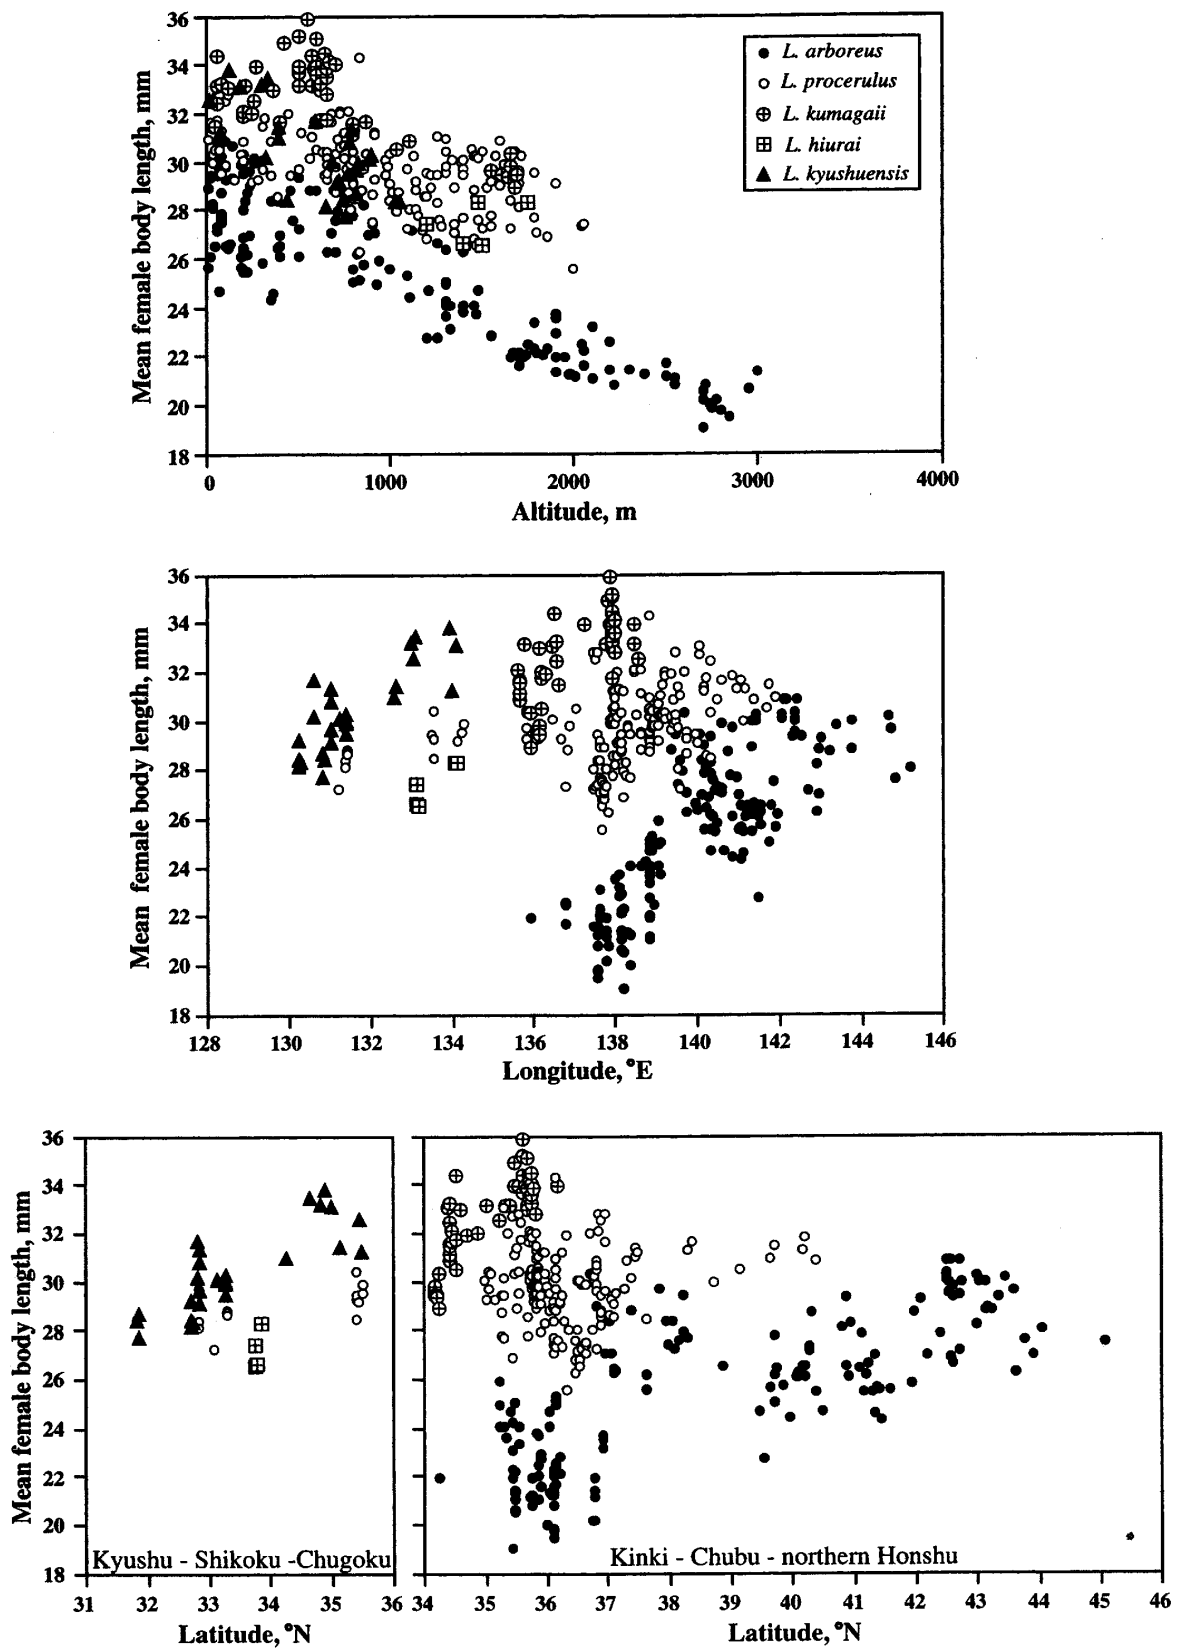 36
34
32
30
28
26
24
22
20
18
Mean female body length, mm
L. arboreus
L. procerulus
L. kumagaii
L. hiurai
L. kyushuensis
0 1000 2000 3000 4000
Altitude, m
36
34
32
30
28
26
24
22
20
18
Mean female body length, mm
128 130 132 134 136 138 140 142 144 146
Longitude, °E
36
34
32
30
28
26
24
22
20
18
Mean female body length, mm
Kyushu - Shikoku -Chugoku
Kinki - Chubu - northern Honshu
31 32 33 34 35 36
34 35 36 37 38 39 40 41 42 43 44 45 46
Latitude, °N
Latitude, °N